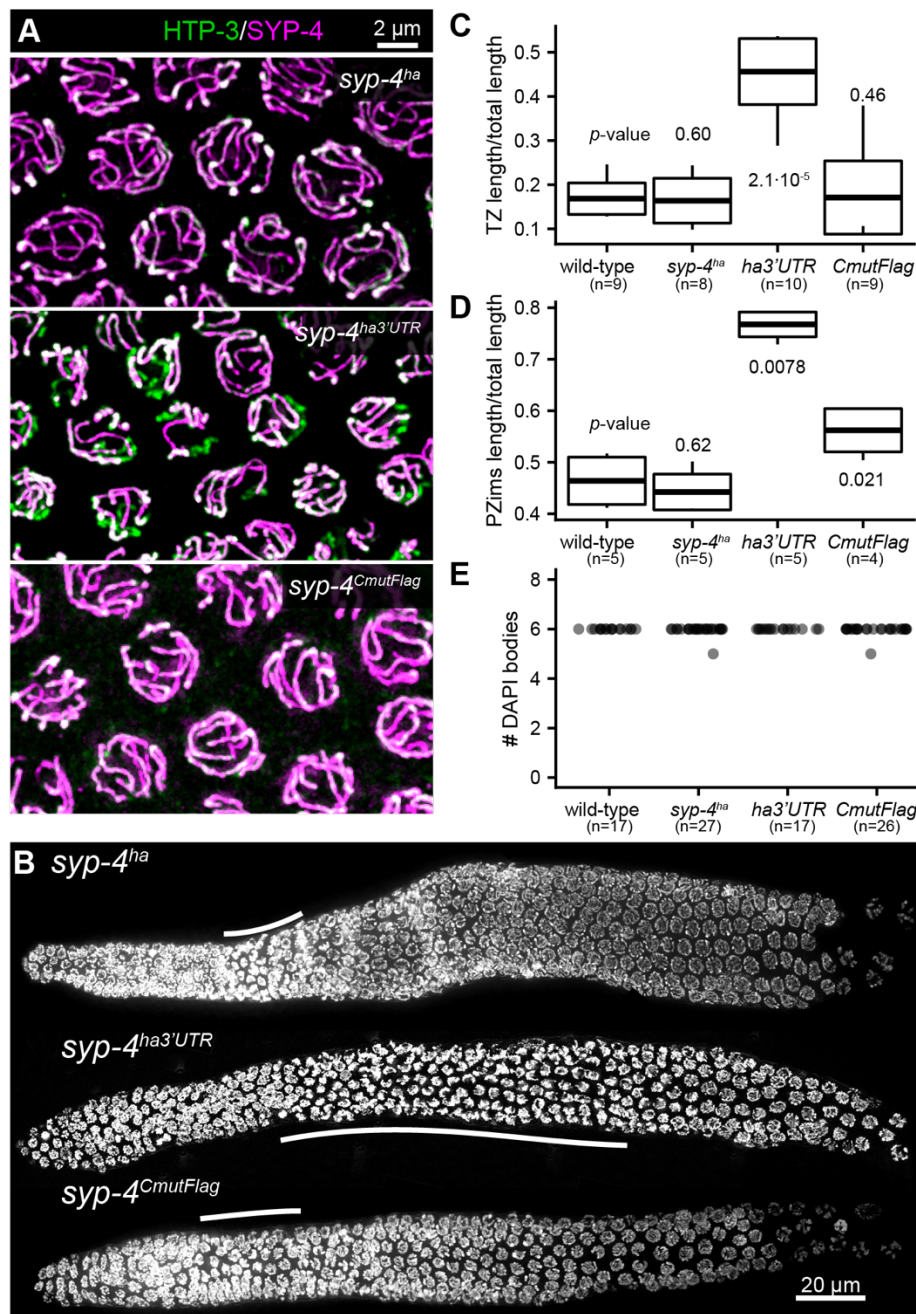 A HTP-3/SYP-4 2 µm
syp-4ha
syp-4ha3'UTR
syp-4CmutFlag
C
TZ length/total length
0.5
0.4
0.3
0.2
0.1
p-value
0.60
2.1·10-5
0.46
wild-type syp-4ha ha3'UTR CmutFlag
(n=9) (n=8) (n=10) (n=9)
D
PZims length/total length
0.8
0.7
0.6
0.5
0.4
p-value
0.62
0.0078
0.021
wild-type syp-4ha ha3'UTR CmutFlag
(n=5) (n=5) (n=5) (n=4)
E
# DAPI bodies
8
6
4
2
0
wild-type syp-4ha ha3'UTR CmutFlag
(n=17) (n=27) (n=17) (n=26)
B syp-4ha
syp-4ha3'UTR
syp-4CmutFlag
20 µm